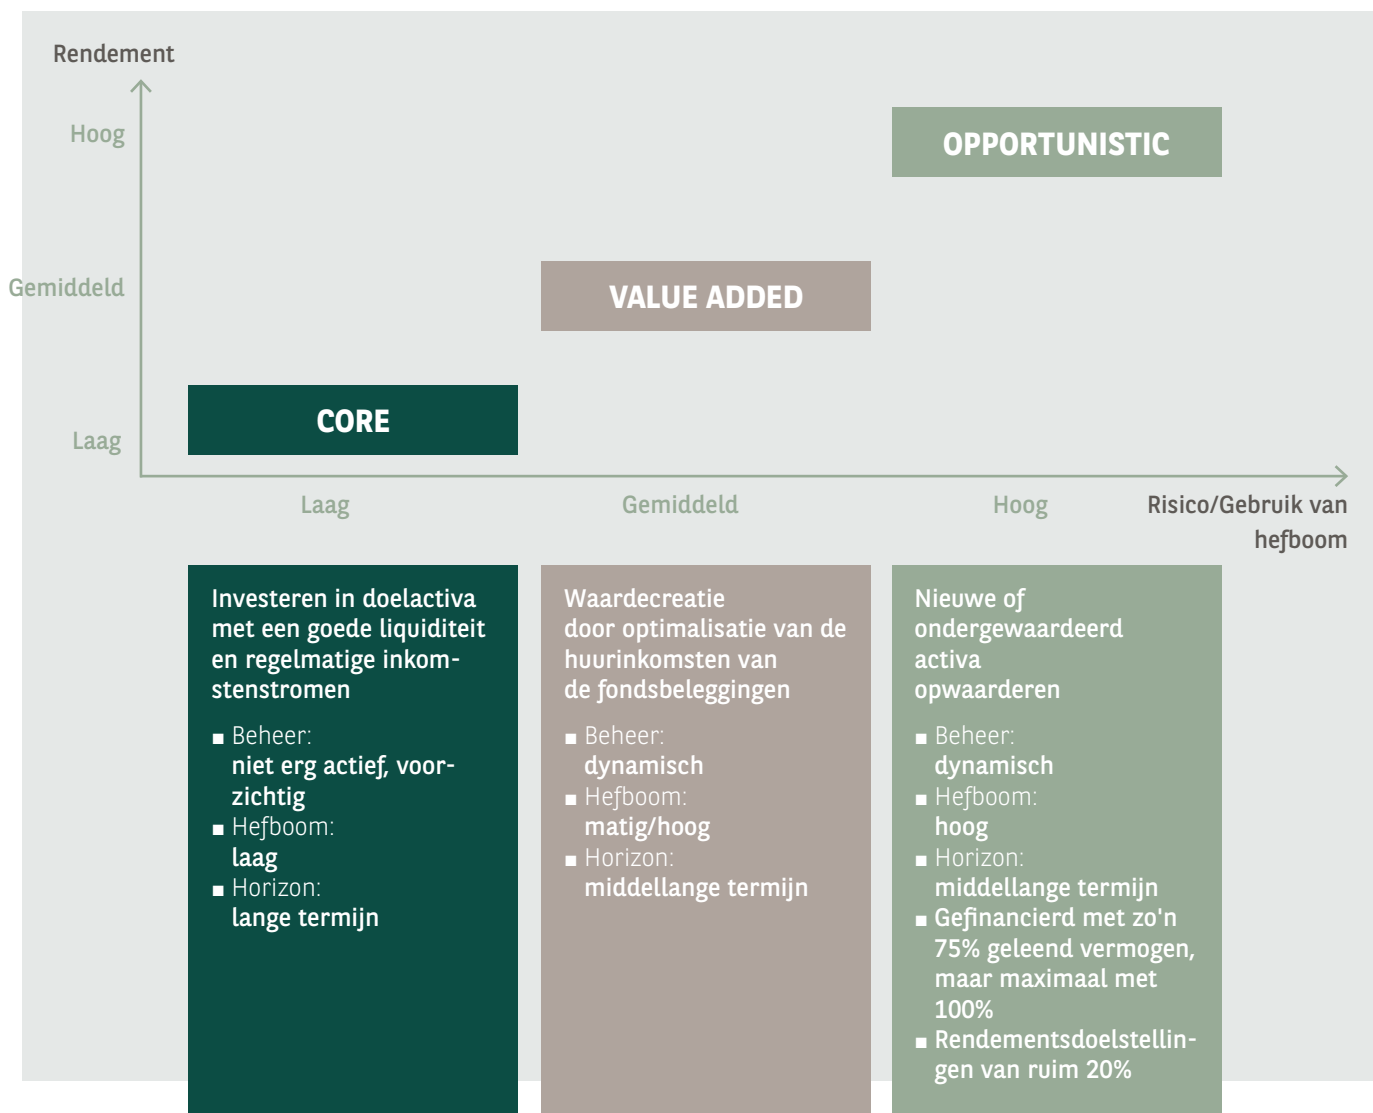 Rendement
Hoog
OPPORTUNISTIC
Gemiddeld
VALUE ADDED
CORE
Laag
Laag
Gemiddeld
Hoog
Risico/Gebruik van
hefboom
Investeren in doelactiva
met een goede liquiditeit
en regelmatige inkom-
stenstromen
■ Beheer:
niet erg actief, voor-
zichtig
■ Hefboom:
laag
■ Horizon:
lange termijn
Waardecreatie
door optimalisatie van de
huurinkomsten van
de fondsbeleggingen
■ Beheer:
dynamisch
■ Hefboom:
matig/hoog
■ Horizon:
middellange termijn
Nieuwe of
ondergewaardeerd
activa
opwaarderen
■ Beheer:
dynamisch
■ Hefboom:
hoog
■ Horizon:
middellange termijn
■ Gefinancierd met zo'n
75% geleend vermogen,
maar maximaal met
100%
■ Rendementsdoelstellin-
gen van ruim 20%